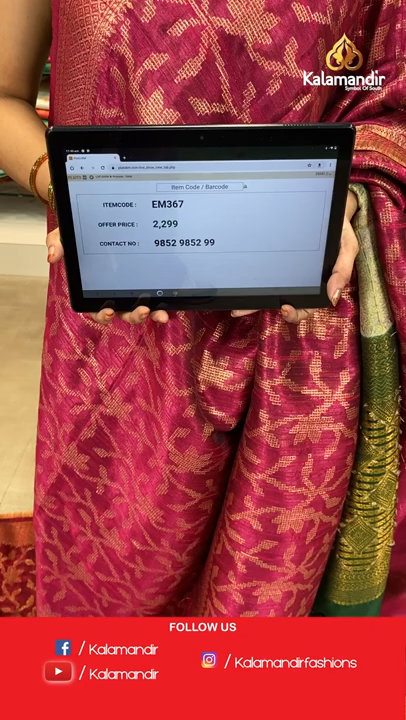 Kalamandir
Symbol Of South
Item Code / Barcode
ITEMCODE : EM367
OFFER PRICE : 2,299
CONTACT NO : 9852 9852 99
FOLLOW US
f / Kalamandir
/ Kalamandir
/ Kalamandirfashions